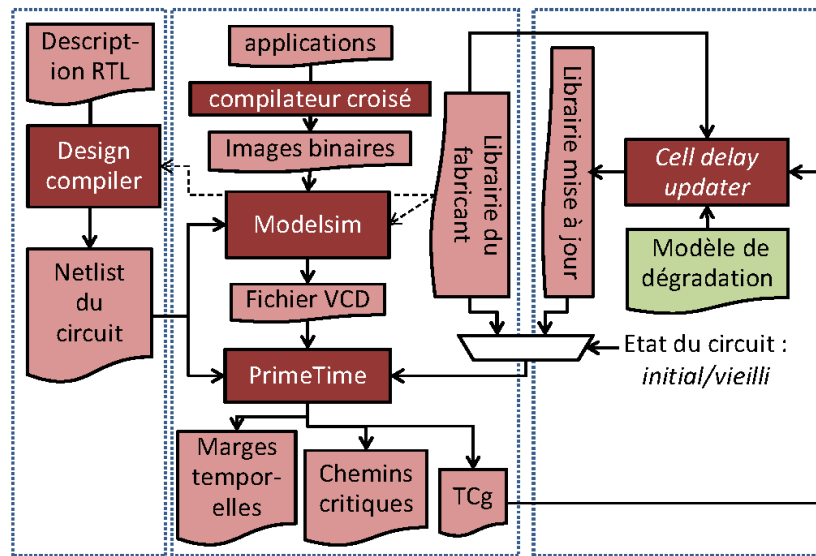 Descript-
ion RTL
Design
compiler
Netlist
du
circuit
applications
compilateur croisé
Images binaires
Modelsim
Fichier VCD
PrimeTime
Marges
tempor-
elles
Chemins
critiques
TCg
Librairie du
fabricant
Librairie mise à jour
Cell delay
updater
Modèle de
dégradation
Etat du circuit :
initial/vieilli